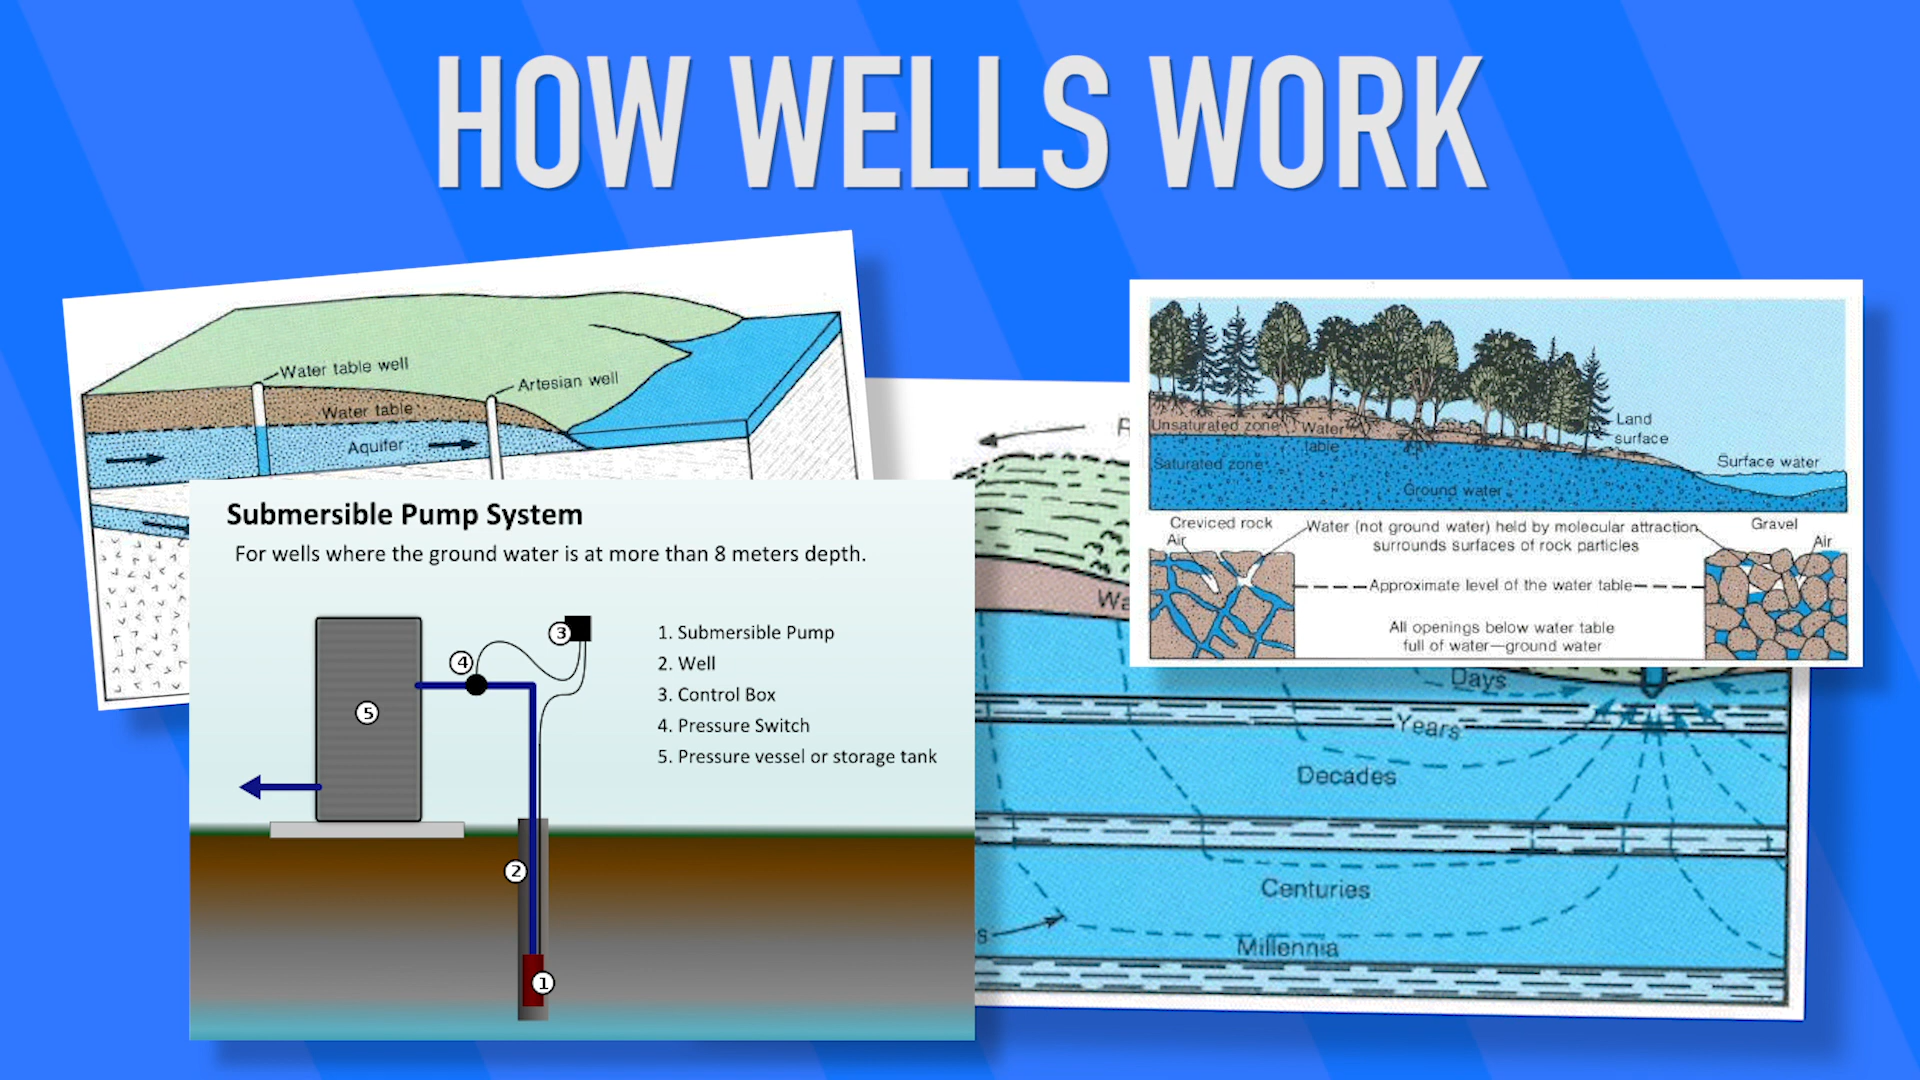 HOW WELLS WORK
Water table well
Artesian well
Water table
Aquifer
Submersible Pump System
For wells where the ground water is at more than 8 meters depth.
1. Submersible Pump
2. Well
3. Control Box
4. Pressure Switch
5. Pressure vessel or storage tank
3
4
5
2
1
Land
surface
Unsaturated zone
Water
table
Saturated zone
Surface water
Ground water
Creviced rock
Water (not ground water) held by molecular attraction
surrounds surfaces of rock particles
Gravel
Air
Air
Approximate level of the water table
All openings below water table
full of water—ground water
Days
Years
Decades
Centuries
Millennia